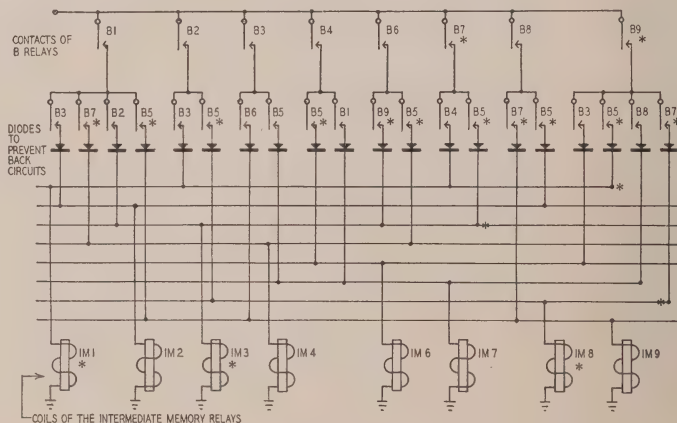 CONTACTS OF
B RELAYS
B1 B2 B3 B4 B6 B7 * B8 B9 *
B3 B7 * B2 B5 * B3 B5 * B6 B5 B5 * B1 B9 * B5 * B4 B5 * B7 * B5 * B3 B5 * B8 B7 *
DIODES
TO
PREVENT
BACK
CIRCUITS
*
*
*
IM1 * IM2 IM3 * IM4 IM6 IM7 IM8 * IM9
COILS OF THE INTERMEDIATE MEMORY RELAYS